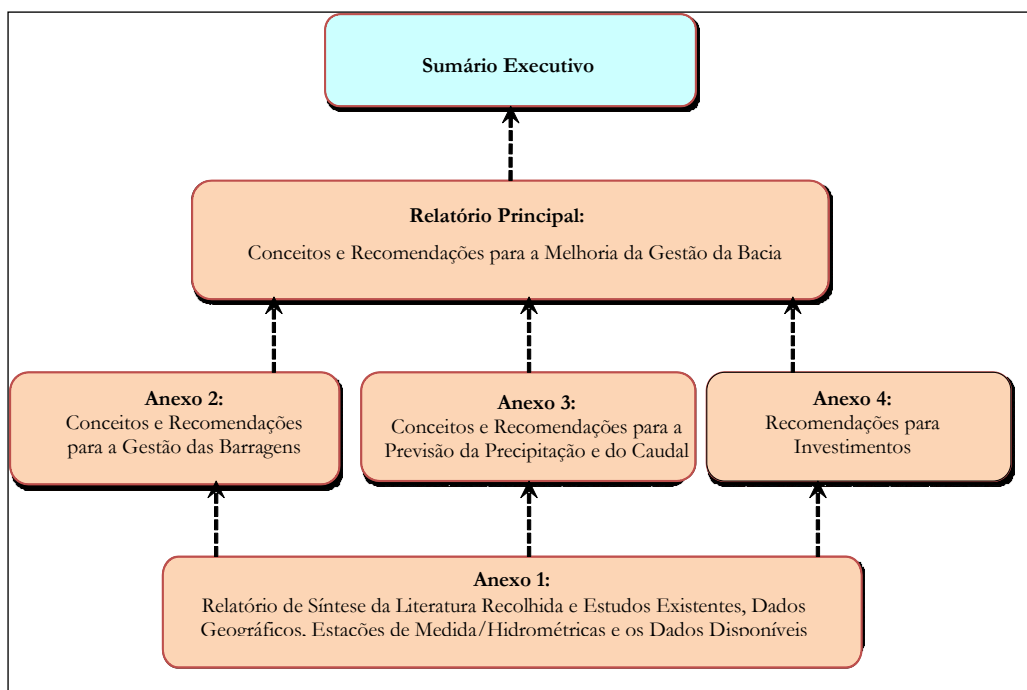 Sumário Executivo
Relatório Principal:
Conceitos e Recomendações para a Melhoria da Gestão da Bacia
Anexo 2:
Conceitos e Recomendações
para a Gestão das Barragens
Anexo 3:
Conceitos e Recomendações para a
Previsão da Precipitação e do Caudal
Anexo 4:
Recomendações para
Investimentos
Anexo 1:
Relatório de Síntese da Literatura Recolhida e Estudos Existentes, Dados
Geográficos, Estações de Medida/Hidrométricas e os Dados Disponíveis